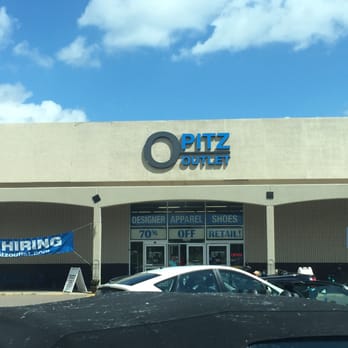 OPITZ
OUTLET
DESIGNER APPAREL SHOES
70% OFF RETAIL!
HIRING